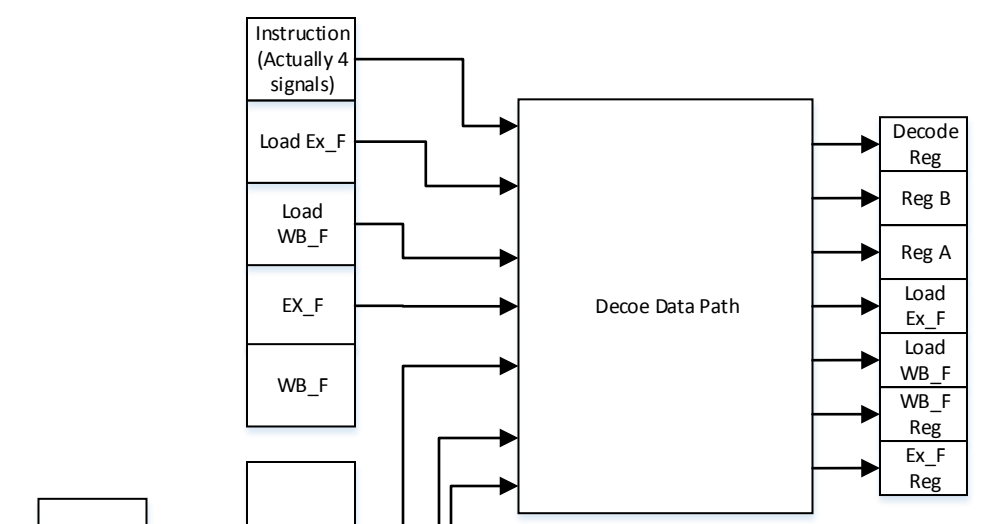 Instruction
(Actually 4
signals)
Load Ex_F
Load
WB_F
EX_F
WB_F
Decoe Data Path
Decode
Reg
Reg B
Reg A
Load
Ex_F
Load
WB_F
WB_F
Reg
Ex_F
Reg